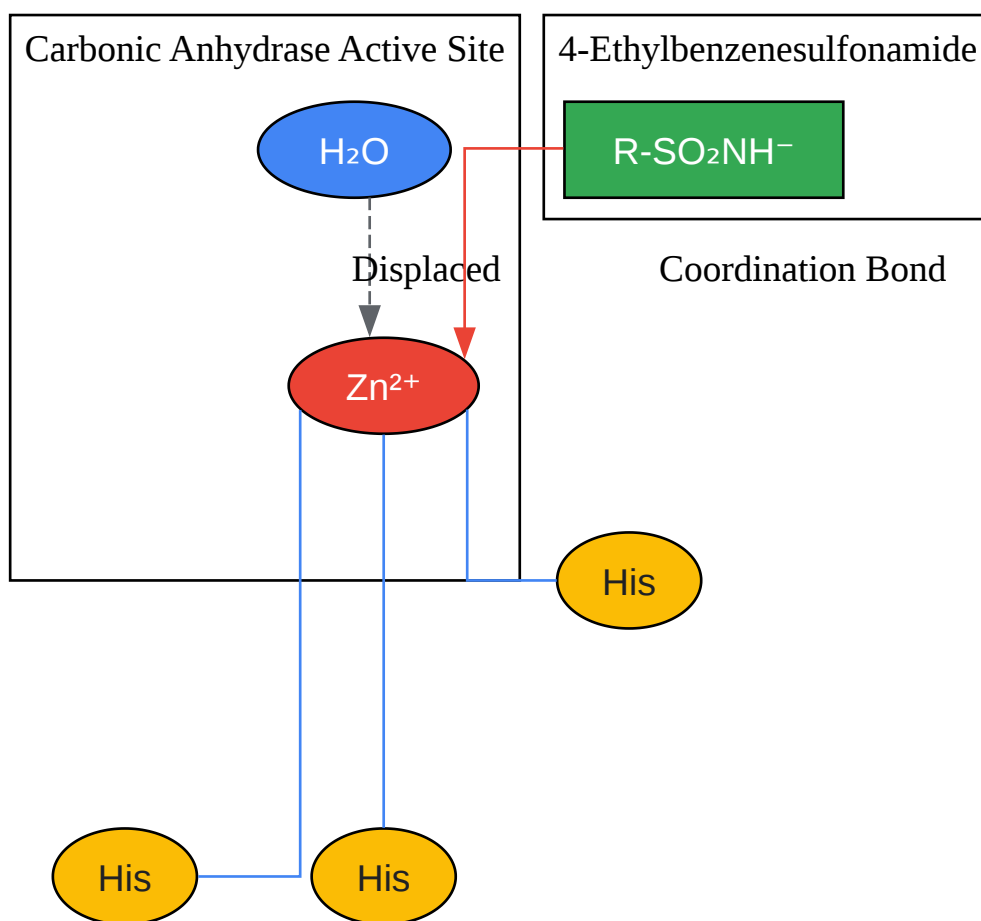 Carbonic Anhydrase Active Site
4-Ethylbenzenesulfonamide
H₂O
R-SO₂NH⁻
Displaced
Coordination Bond
Zn²⁺
His
His
His